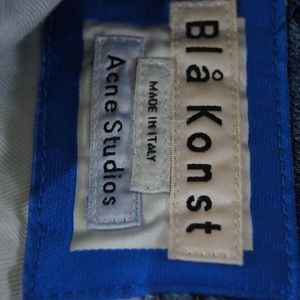 Blå Konst
MADE IN ITALY
Acne Studios